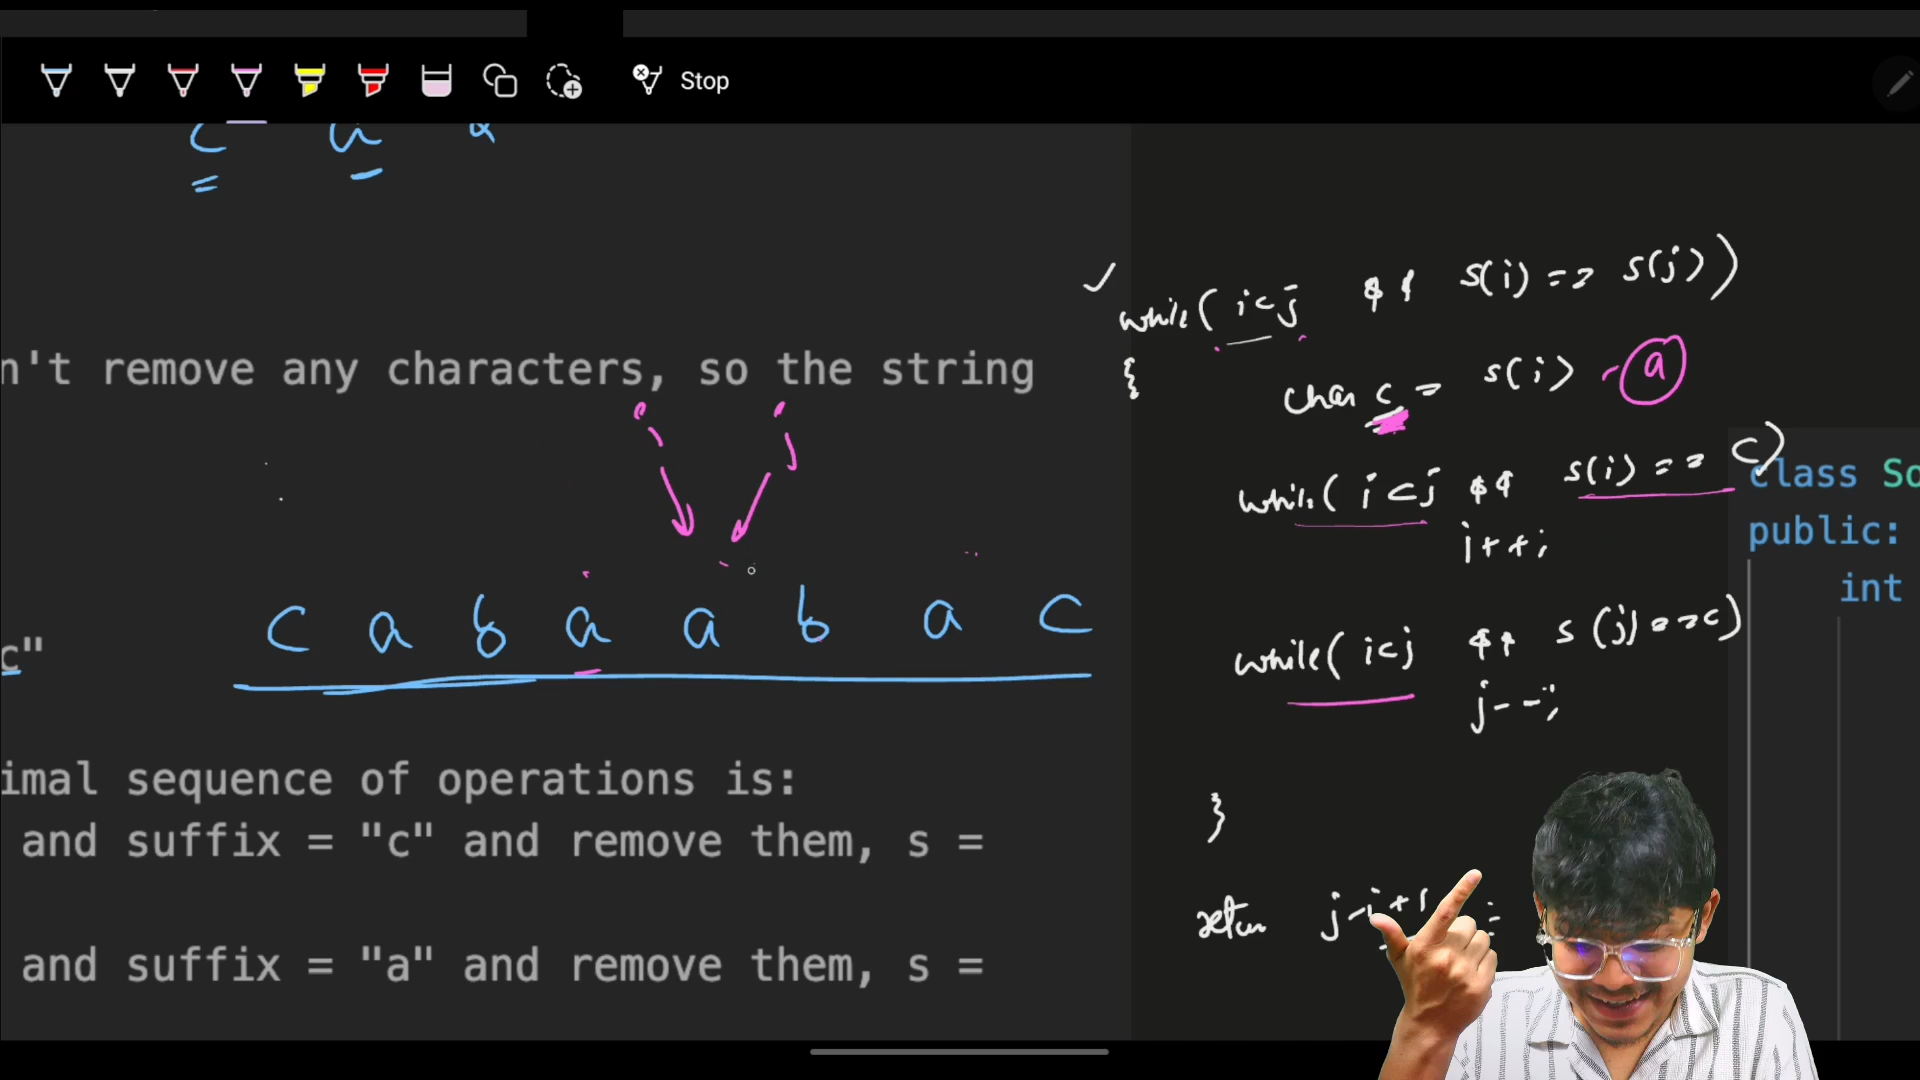 Stop
c a a
n't remove any characters, so the string
i j
c a b a a b a c
c"
imal sequence of operations is:
and suffix = "c" and remove them, s =
and suffix = "a" and remove them, s =
while( i<j && s(i) == s(j))
{
char c = s(i) - a
while( i<j && s(i) == c)
i++;
while( i<j && s(j)==c)
j--;
}
return j-i+1
class So
public:
int